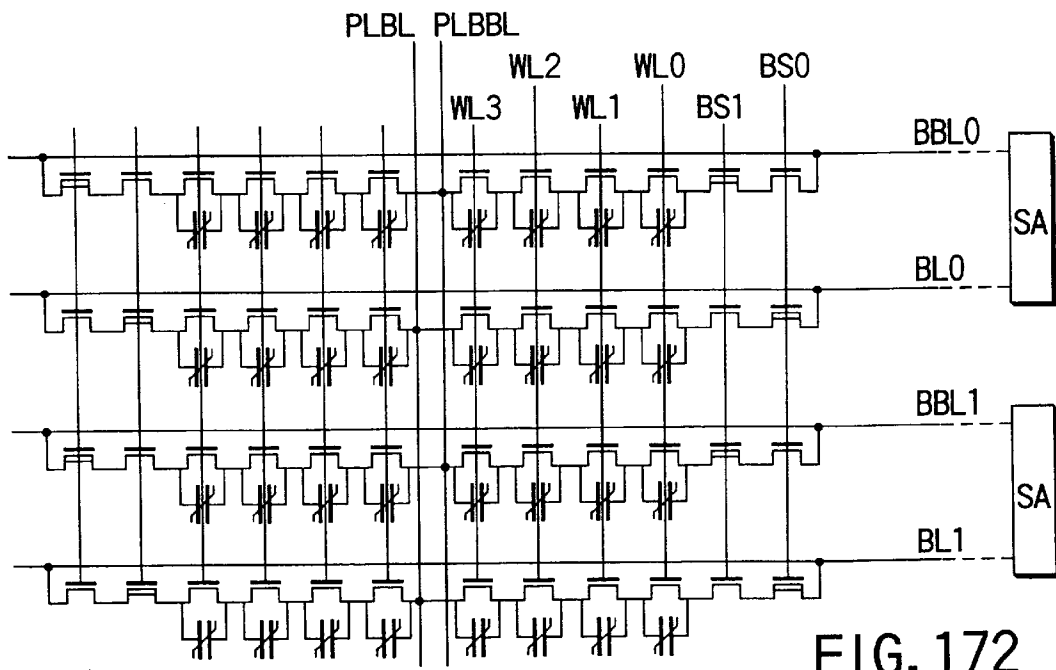 PLBL PLBBL
WL2 WL0 BS0
WL3 WL1 BS1
BBL0
SA
BL0
BBL1
SA
BL1
FIG. 172